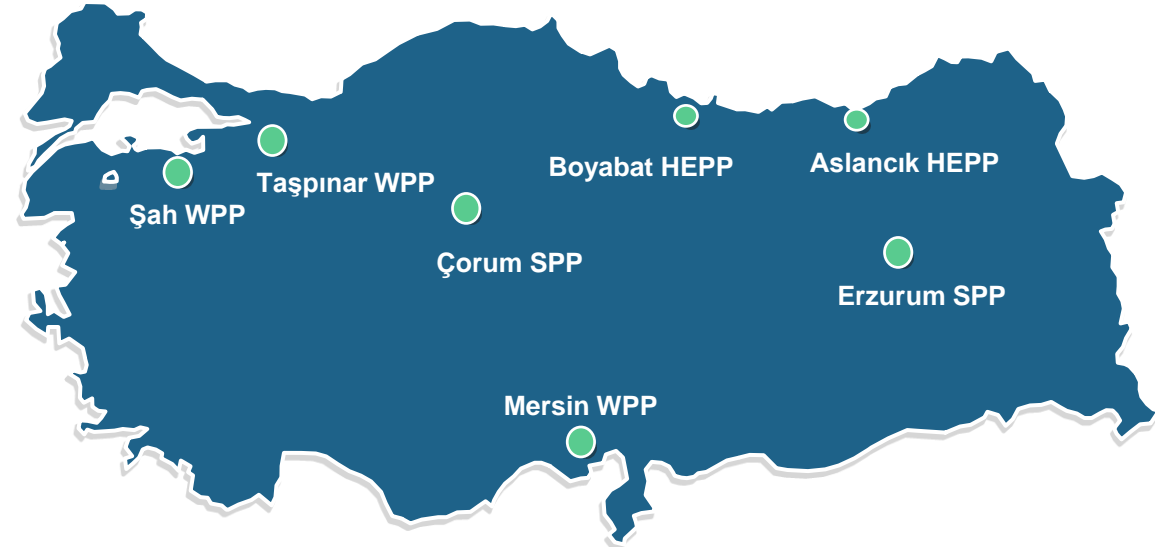 Boyabat HEPP
Aslancık HEPP
Taşpınar WPP
Şah WPP
Çorum SPP
Erzurum SPP
Mersin WPP